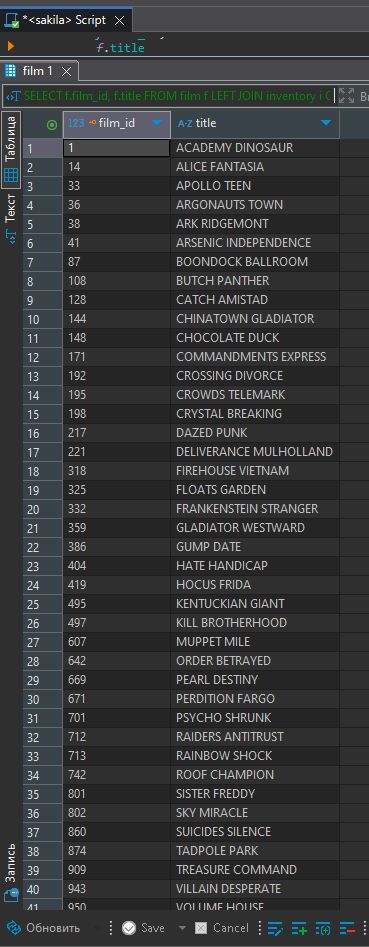 *<sakila> Script
f.title
film 1
SELECT f.film_id, f.title FROM film f LEFT JOIN inventory i
Таблица
Текст
Запись
123 film_id A-Z title
1 1 ACADEMY DINOSAUR
2 14 ALICE FANTASIA
3 33 APOLLO TEEN
4 36 ARGONAUTS TOWN
5 38 ARK RIDGEMONT
6 41 ARSENIC INDEPENDENCE
7 87 BOONDOCK BALLROOM
8 108 BUTCH PANTHER
9 128 CATCH AMISTAD
10 144 CHINATOWN GLADIATOR
11 148 CHOCOLATE DUCK
12 171 COMMANDMENTS EXPRESS
13 192 CROSSING DIVORCE
14 195 CROWDS TELEMARK
15 198 CRYSTAL BREAKING
16 217 DAZED PUNK
17 221 DELIVERANCE MULHOLLAND
18 318 FIREHOUSE VIETNAM
19 325 FLOATS GARDEN
20 332 FRANKENSTEIN STRANGER
21 359 GLADIATOR WESTWARD
22 386 GUMP DATE
23 404 HATE HANDICAP
24 419 HOCUS FRIDA
25 495 KENTUCKIAN GIANT
26 497 KILL BROTHERHOOD
27 607 MUPPET MILE
28 642 ORDER BETRAYED
29 669 PEARL DESTINY
30 671 PERDITION FARGO
31 701 PSYCHO SHRUNK
32 712 RAIDERS ANTITRUST
33 713 RAINBOW SHOCK
34 742 ROOF CHAMPION
35 801 SISTER FREDDY
36 802 SKY MIRACLE
37 860 SUICIDES SILENCE
38 874 TADPOLE PARK
39 909 TREASURE COMMAND
40 943 VILLAIN DESPERATE
41 950 VOLUME HOUSE
Обновить Save Cancel